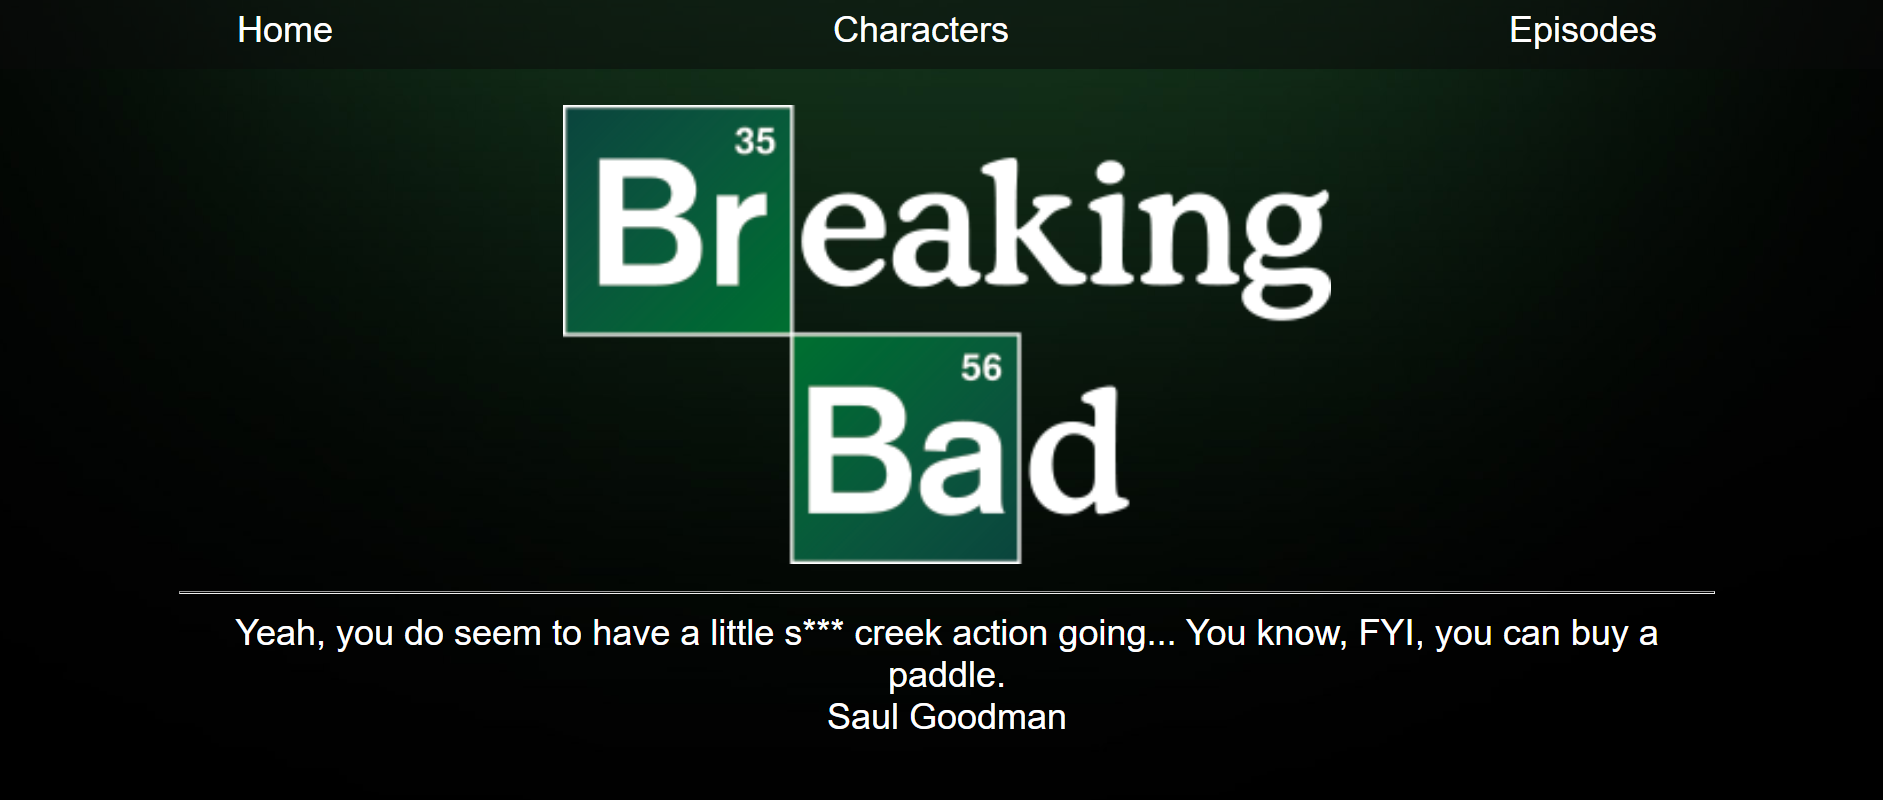 Home Characters Episodes
35
Breaking
56
Bad
Yeah, you do seem to have a little s*** creek action going... You know, FYI, you can buy a
paddle.
Saul Goodman